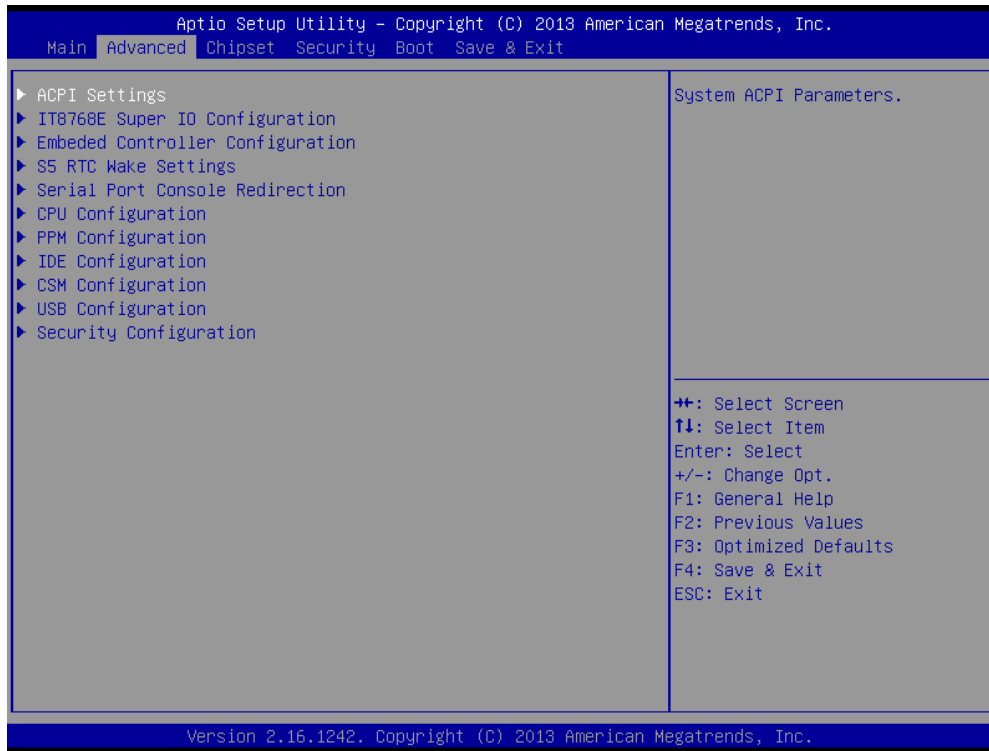 Aptio Setup Utility – Copyright (C) 2013 American Megatrends, Inc.
Main Advanced Chipset Security Boot Save & Exit
ACPI Settings
IT8768E Super IO Configuration
Embeded Controller Configuration
S5 RTC Wake Settings
Serial Port Console Redirection
CPU Configuration
PPM Configuration
IDE Configuration
CSM Configuration
USB Configuration
Security Configuration
System ACPI Parameters.
→←: Select Screen
↑↓: Select Item
Enter: Select
+/-: Change Opt.
F1: General Help
F2: Previous Values
F3: Optimized Defaults
F4: Save & Exit
ESC: Exit
Version 2.16.1242. Copyright (C) 2013 American Megatrends, Inc.